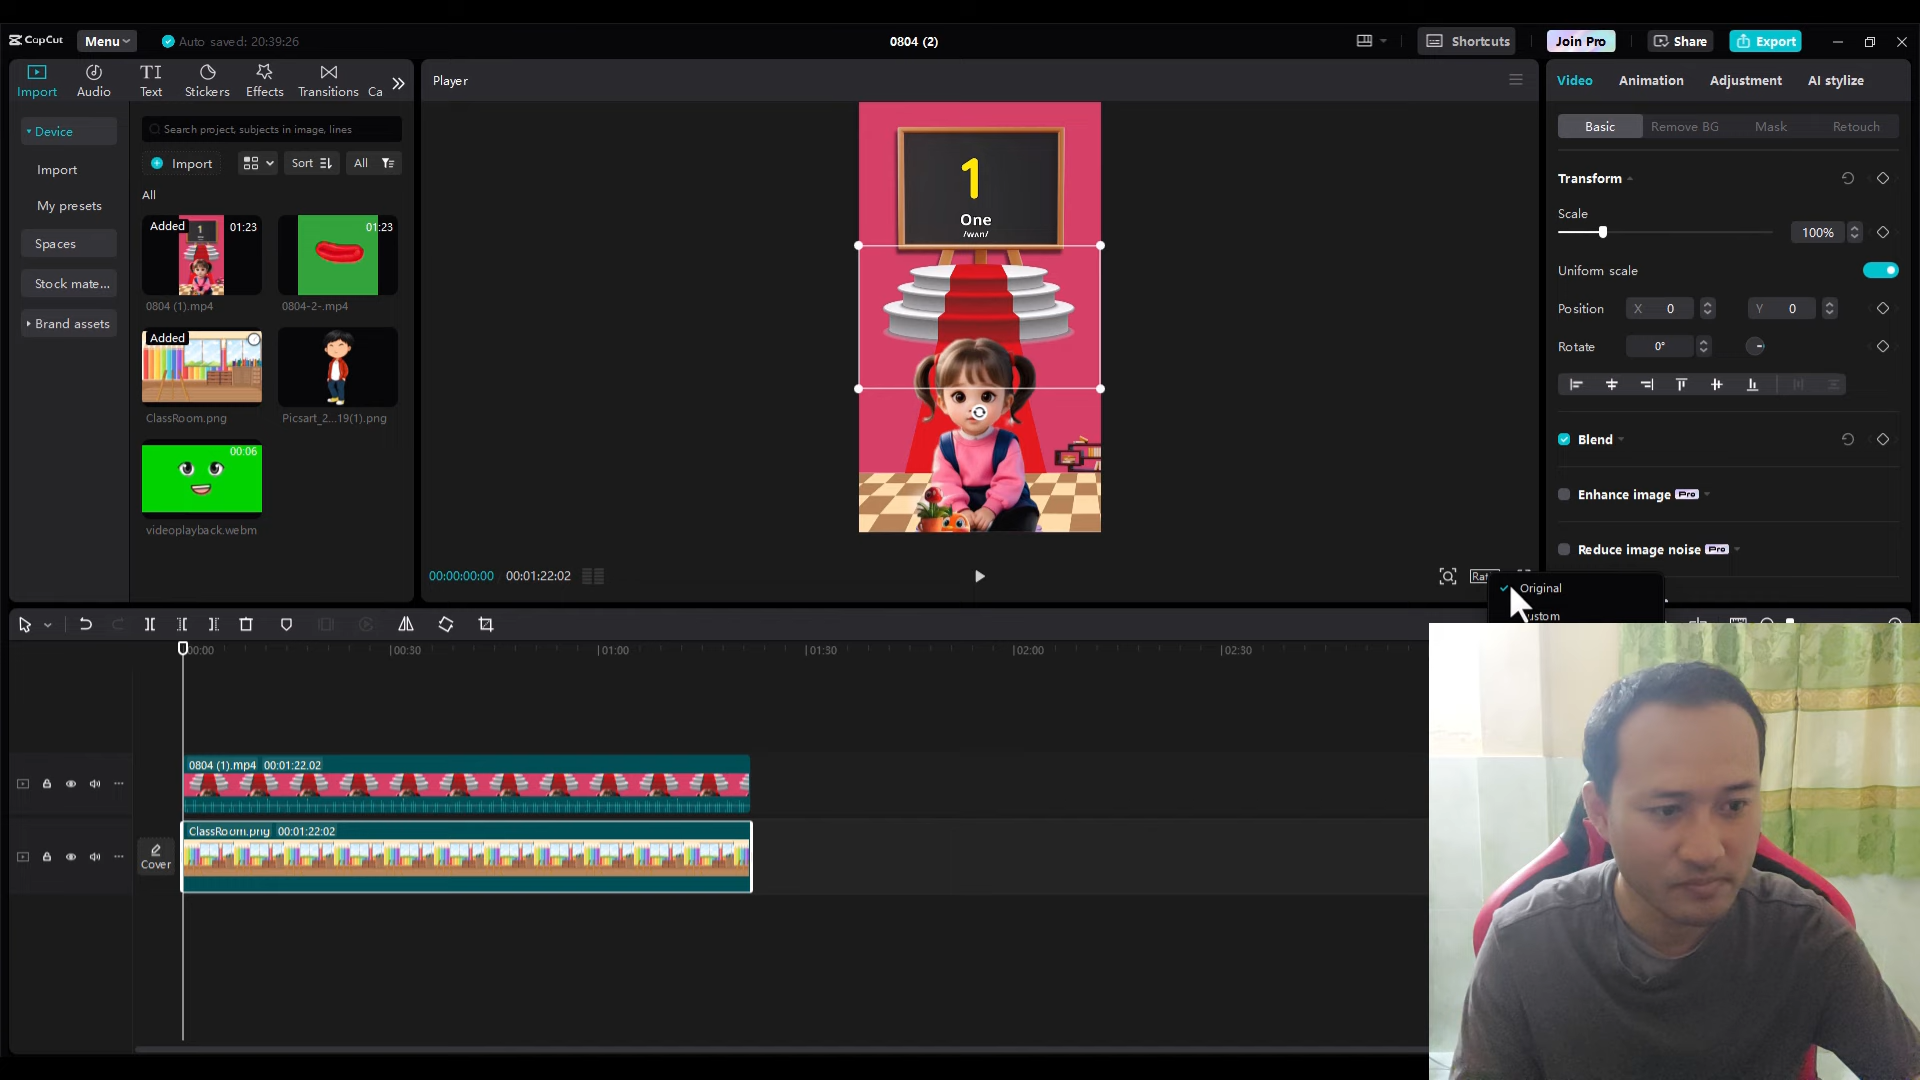 CapCut
Menu
Auto saved: 20:39:26
0804 (2)
Shortcuts
Join Pro
Share
Export
Import
Audio
Text
Stickers
Effects
Transitions
Ca
Player
Video
Animation
Adjustment
AI stylize
Device
Search project, subjects in image, lines
Basic
Remove BG
Mask
Retouch
Import
Import
Sort
All
My presets
All
Transform
Spaces
Added
01:23
01:23
Scale
100%
Stock mate...
0804 (1).mp4
0804-2-.mp4
Uniform scale
Brand assets
Added
Position
X 0
Y 0
Rotate
0°
ClassRoom.png
Picsart_2...19(1).png
Blend
00:06
Enhance image Pro
videoplayback.webm
Reduce image noise Pro
1
One
/wʌn/
00:00:00:00
00:01:22:02
Original
00:00
00:30
01:00
01:30
02:00
02:30
0804 (1).mp4 00:01:22:02
ClassRoom.png 00:01:22:02
Cover